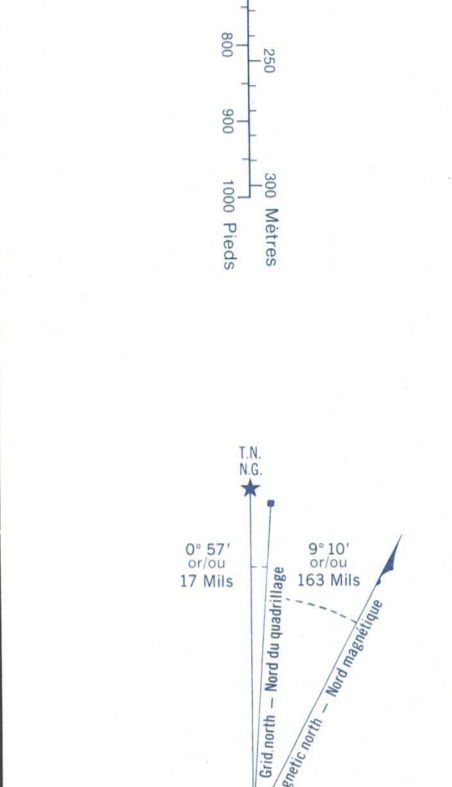 800
250
900
300 Mètres
1000 Pieds
T.N.
N.G.
0° 57'
or/ou
17 Mils
9° 10'
or/ou
163 Mils
Grid north — Nord du quadrillage
north — Nord magnétique